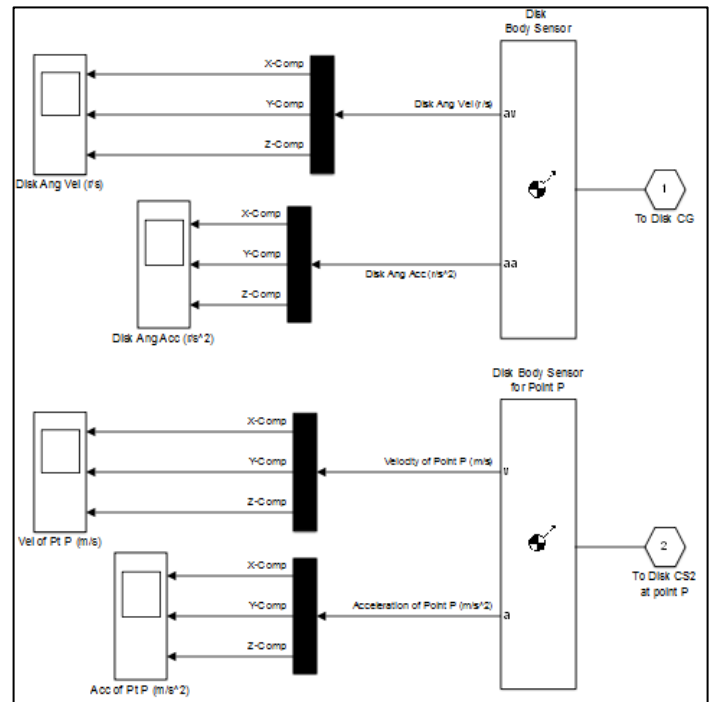 Disk
Body Sensor
X-Comp
Y-Comp
Disk Ang Vel (r/s)
av
Z-Comp
Disk Ang Vel (r/s)
1
To Disk CG
X-Comp
Y-Comp
aa
Disk Ang Acc (r/s^2)
Z-Comp
Disk Ang Acc (r/s^2)
Disk Body Sensor
for Point P
X-Comp
Y-Comp
Velocity of Point P (m/s)
v
Z-Comp
Vel of Pt P (m/s)
2
To Disk CS2
at point P
X-Comp
Y-Comp
Acceleration of Point P (m/s^2)
a
Z-Comp
Acc of Pt P (m/s^2)